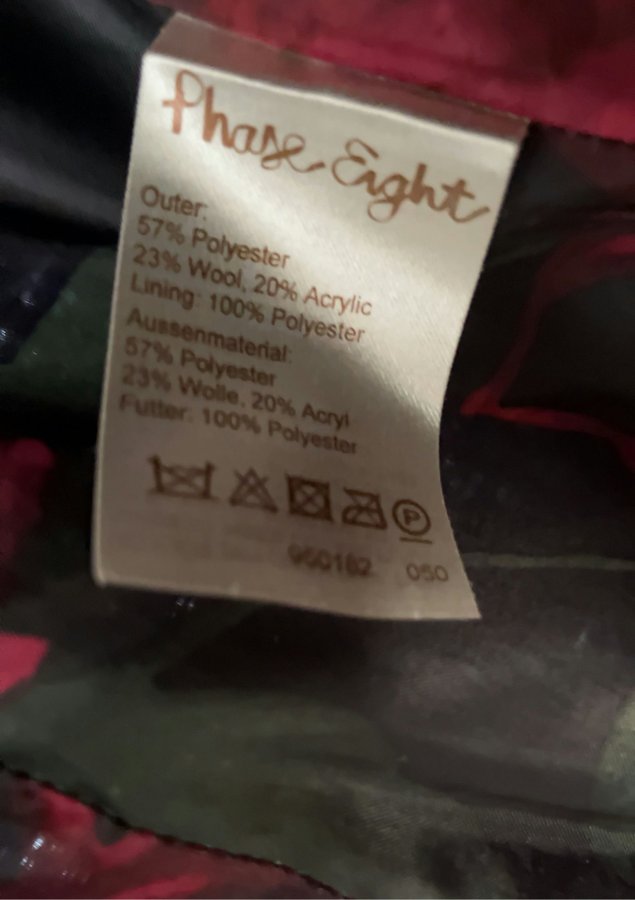 Phase Eight
Outer:
57% Polyester
23% Wool, 20% Acrylic
Lining: 100% Polyester
Aussenmaterial:
57% Polyester
23% Wolle, 20% Acryl
Futter: 100% Polyester
P
050